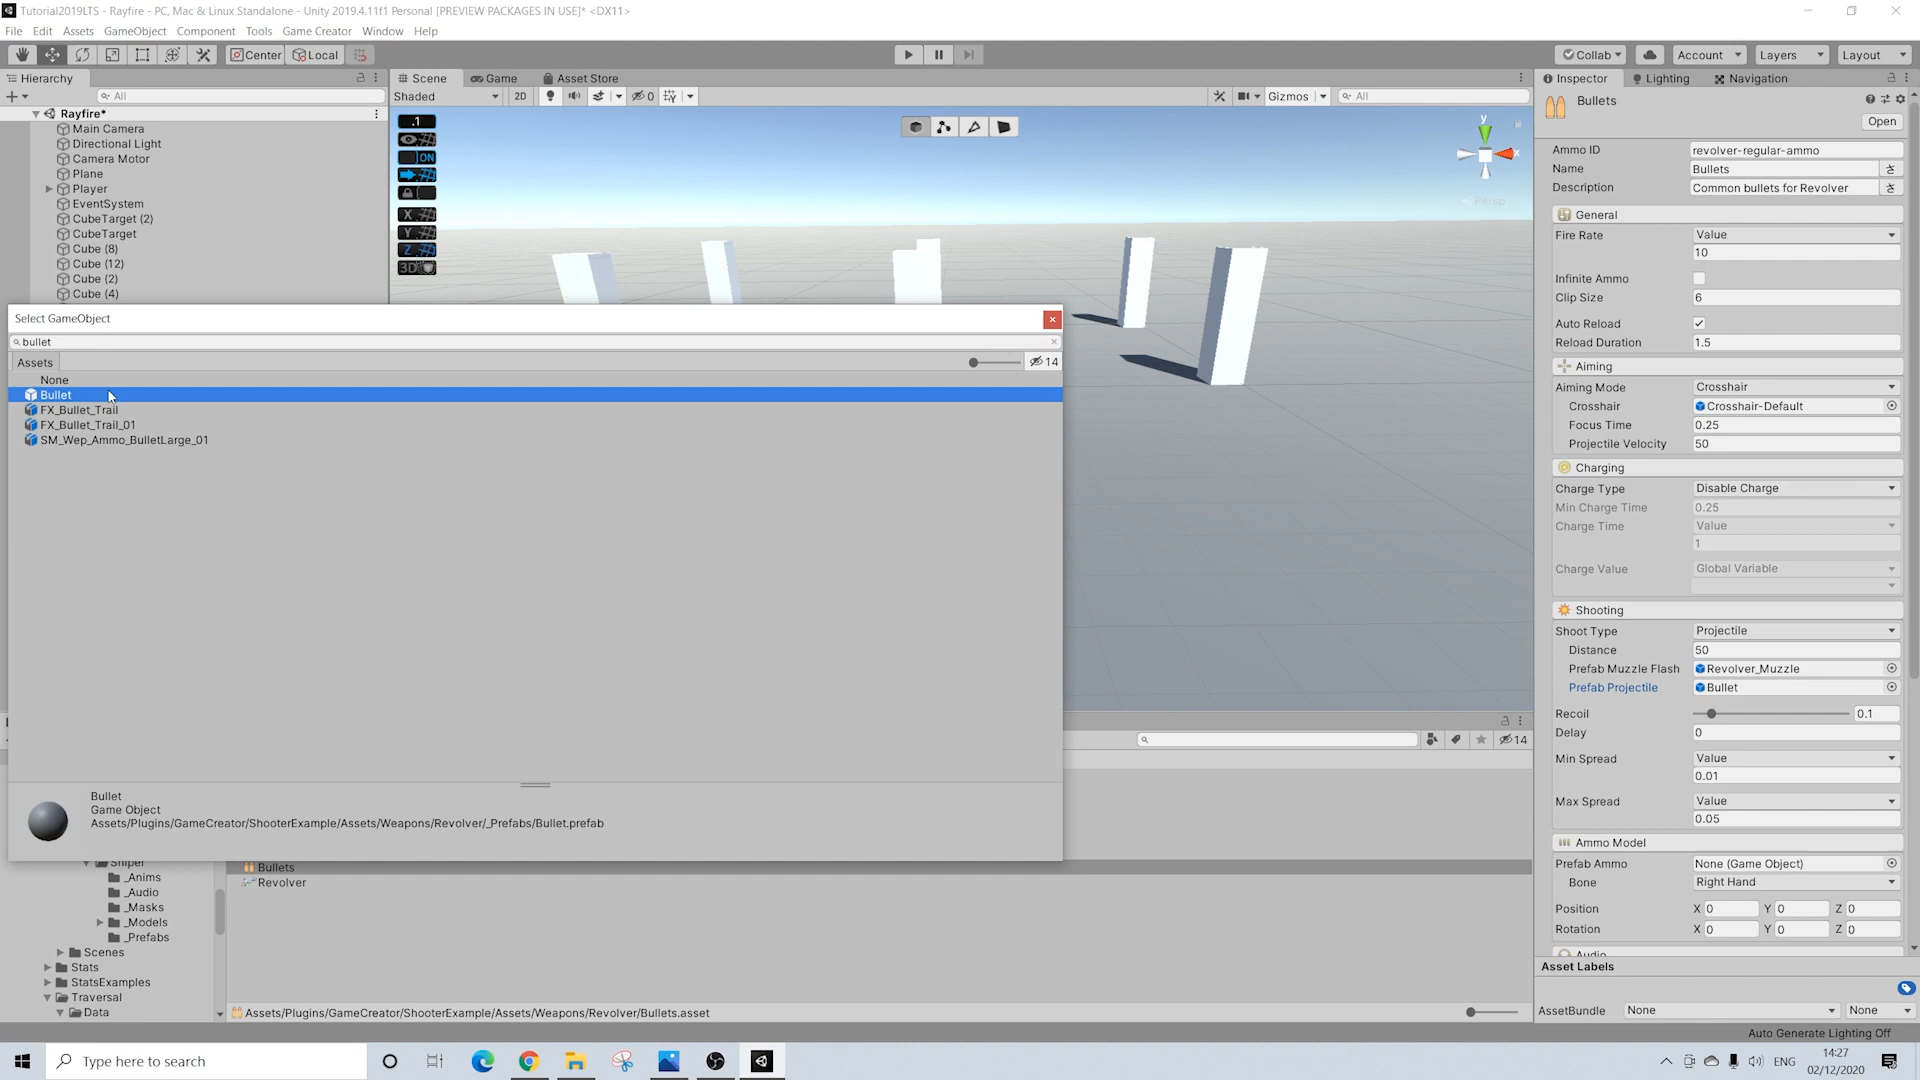 Tutorial2019LTS - Rayfire - PC, Mac & Linux Standalone - Unity 2019.4.11f1 Personal [PREVIEW PACKAGES IN USE]* <DX11>
File Edit Assets GameObject Component Tools Game Creator Window Help
Center Local Collab Account Layers Layout
Hierarchy
All
Rayfire*
Main Camera
Directional Light
Camera Motor
Plane
Player
EventSystem
CubeTarget (2)
CubeTarget
Cube (8)
Cube (12)
Cube (2)
Cube (4)
Scene Game Asset Store
Shaded 2D 0 Gizmos All
.1
ON
X
Y
Z
3D
y
x
Persp
Select GameObject
bullet
Assets
14
None
Bullet
FX_Bullet_Trail
FX_Bullet_Trail_01
SM_Wep_Ammo_BulletLarge_01
Bullet
Game Object
Assets/Plugins/GameCreator/ShooterExample/Assets/Weapons/Revolver/_Prefabs/Bullet.prefab
14
Sniper
_Anims
_Audio
_Masks
_Models
_Prefabs
Scenes
Stats
StatsExamples
Traversal
Data
Bullets
Revolver
Assets/Plugins/GameCreator/ShooterExample/Assets/Weapons/Revolver/Bullets.asset
Inspector Lighting Navigation
Bullets
Open
Ammo ID revolver-regular-ammo
Name Bullets
Description Common bullets for Revolver
General
Fire Rate Value
10
Infinite Ammo
Clip Size 6
Auto Reload
Reload Duration 1.5
Aiming
Aiming Mode Crosshair
Crosshair Crosshair-Default
Focus Time 0.25
Projectile Velocity 50
Charging
Charge Type Disable Charge
Min Charge Time 0.25
Charge Time Value
1
Charge Value Global Variable
Shooting
Shoot Type Projectile
Distance 50
Prefab Muzzle Flash Revolver_Muzzle
Prefab Projectile Bullet
Recoil 0.1
Delay 0
Min Spread Value
0.01
Max Spread Value
0.05
Ammo Model
Prefab Ammo None (Game Object)
Bone Right Hand
Position X 0 Y 0 Z 0
Rotation X 0 Y 0 Z 0
Audio
Asset Labels
AssetBundle None None
Auto Generate Lighting Off
Type here to search
ENG
14:27
02/12/2020